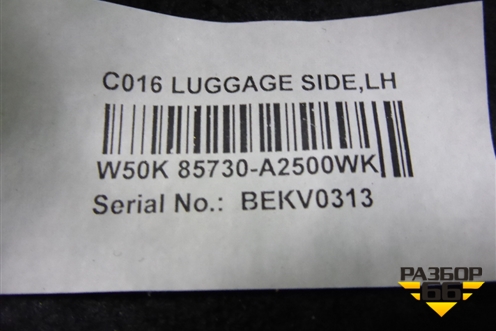 C016 LUGGAGE SIDE,LH
W50K 85730-A2500WK
Serial No.: BEKV0313
РАЗБОР
66